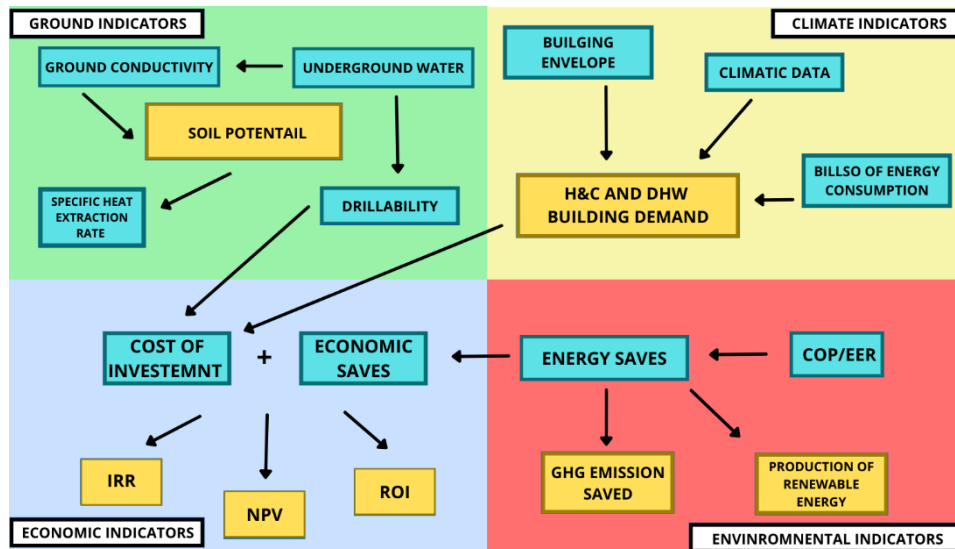 GROUND INDICATORS
CLIMATE INDICATORS
GROUND CONDUCTIVITY
UNDERGROUND WATER
SOIL POTENTAIL
SPECIFIC HEAT
EXTRACTION
RATE
DRILLABILITY
BUILGING
ENVELOPE
CLIMATIC DATA
BILLSO OF ENERGY
CONSUMPTION
H&C AND DHW
BUILDING DEMAND
COST OF
INVESTEMNT
+
ECONOMIC
SAVES
ENERGY SAVES
COP/EER
IRR
NPV
ROI
GHG EMISSION
SAVED
PRODUCTION OF
RENEWABLE
ENERGY
ECONOMIC INDICATORS
ENVINROMNENTAL INDICATORS